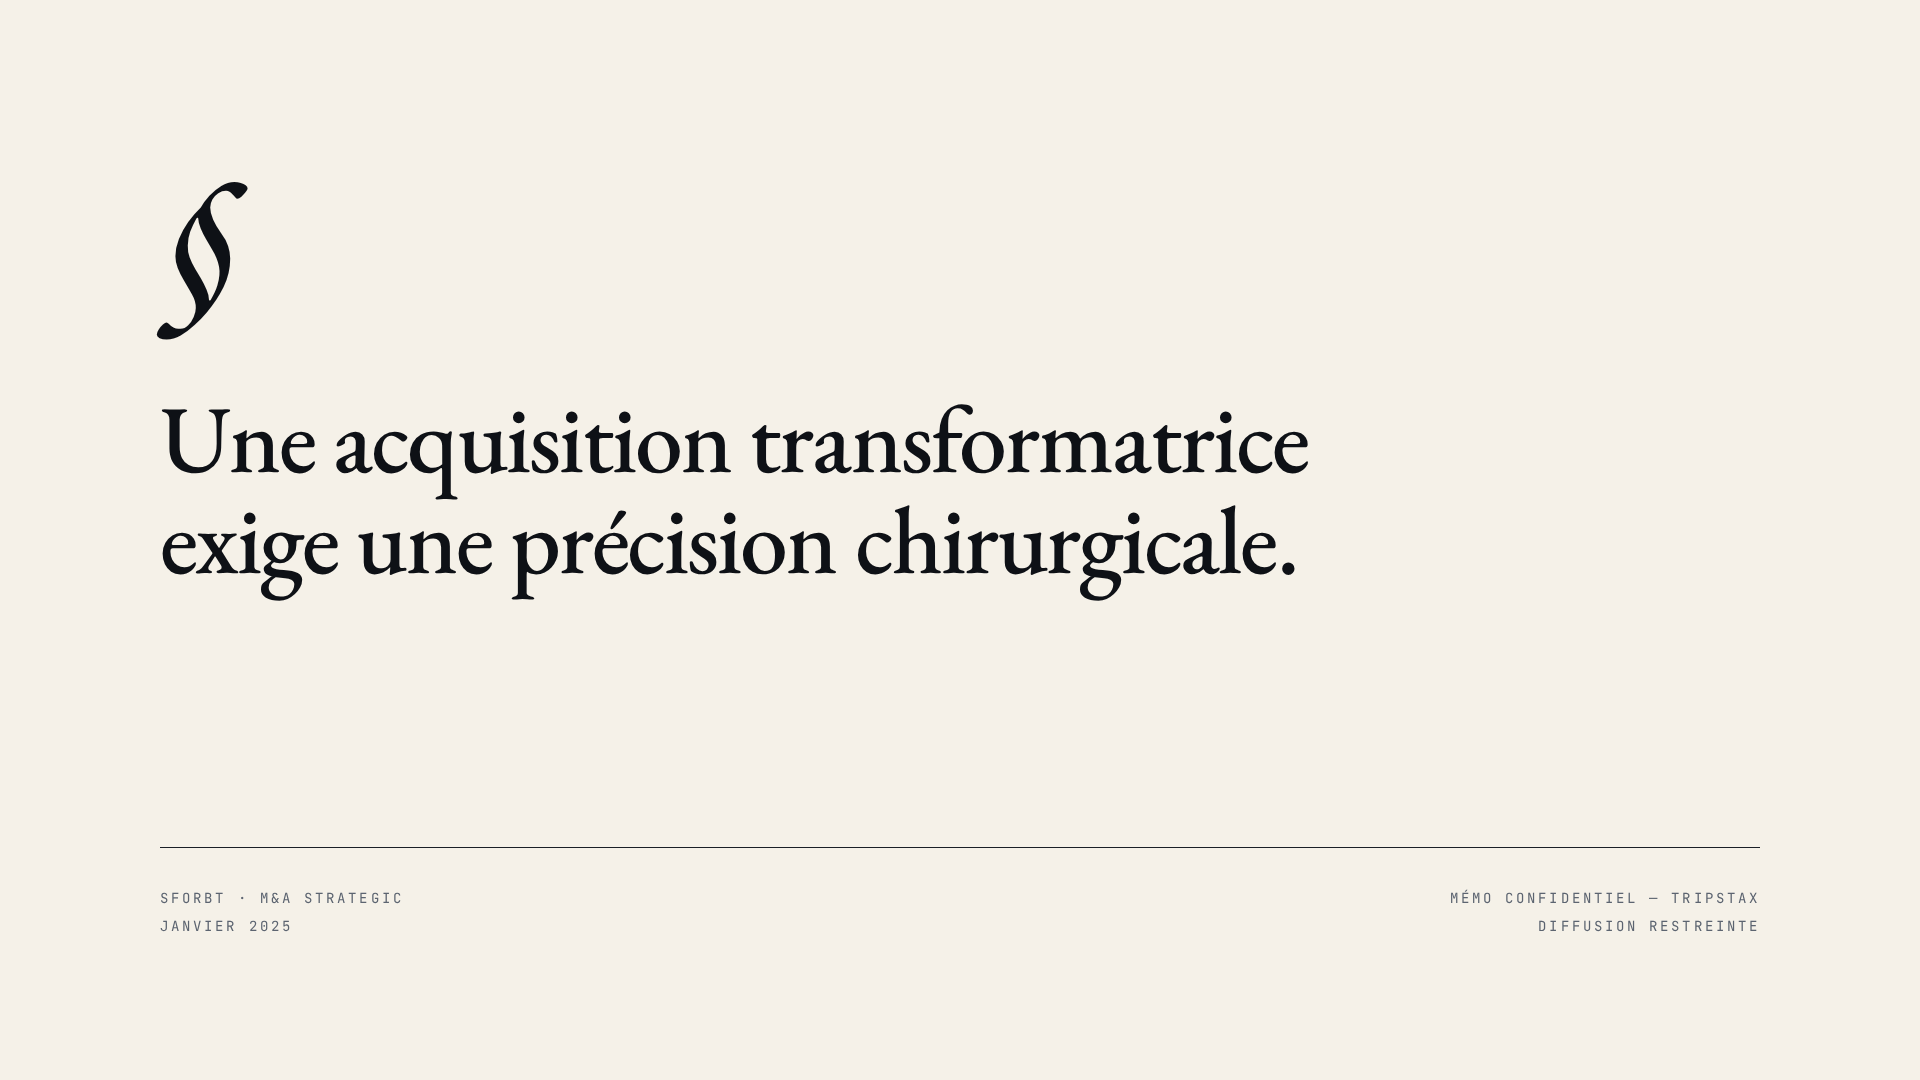 §
Une acquisition transformatrice
exige une précision chirurgicale.
SFORBT · M&A STRATEGIC
JANVIER 2025
MÉMO CONFIDENTIEL — TRIPSTAX
DIFFUSION RESTREINTE